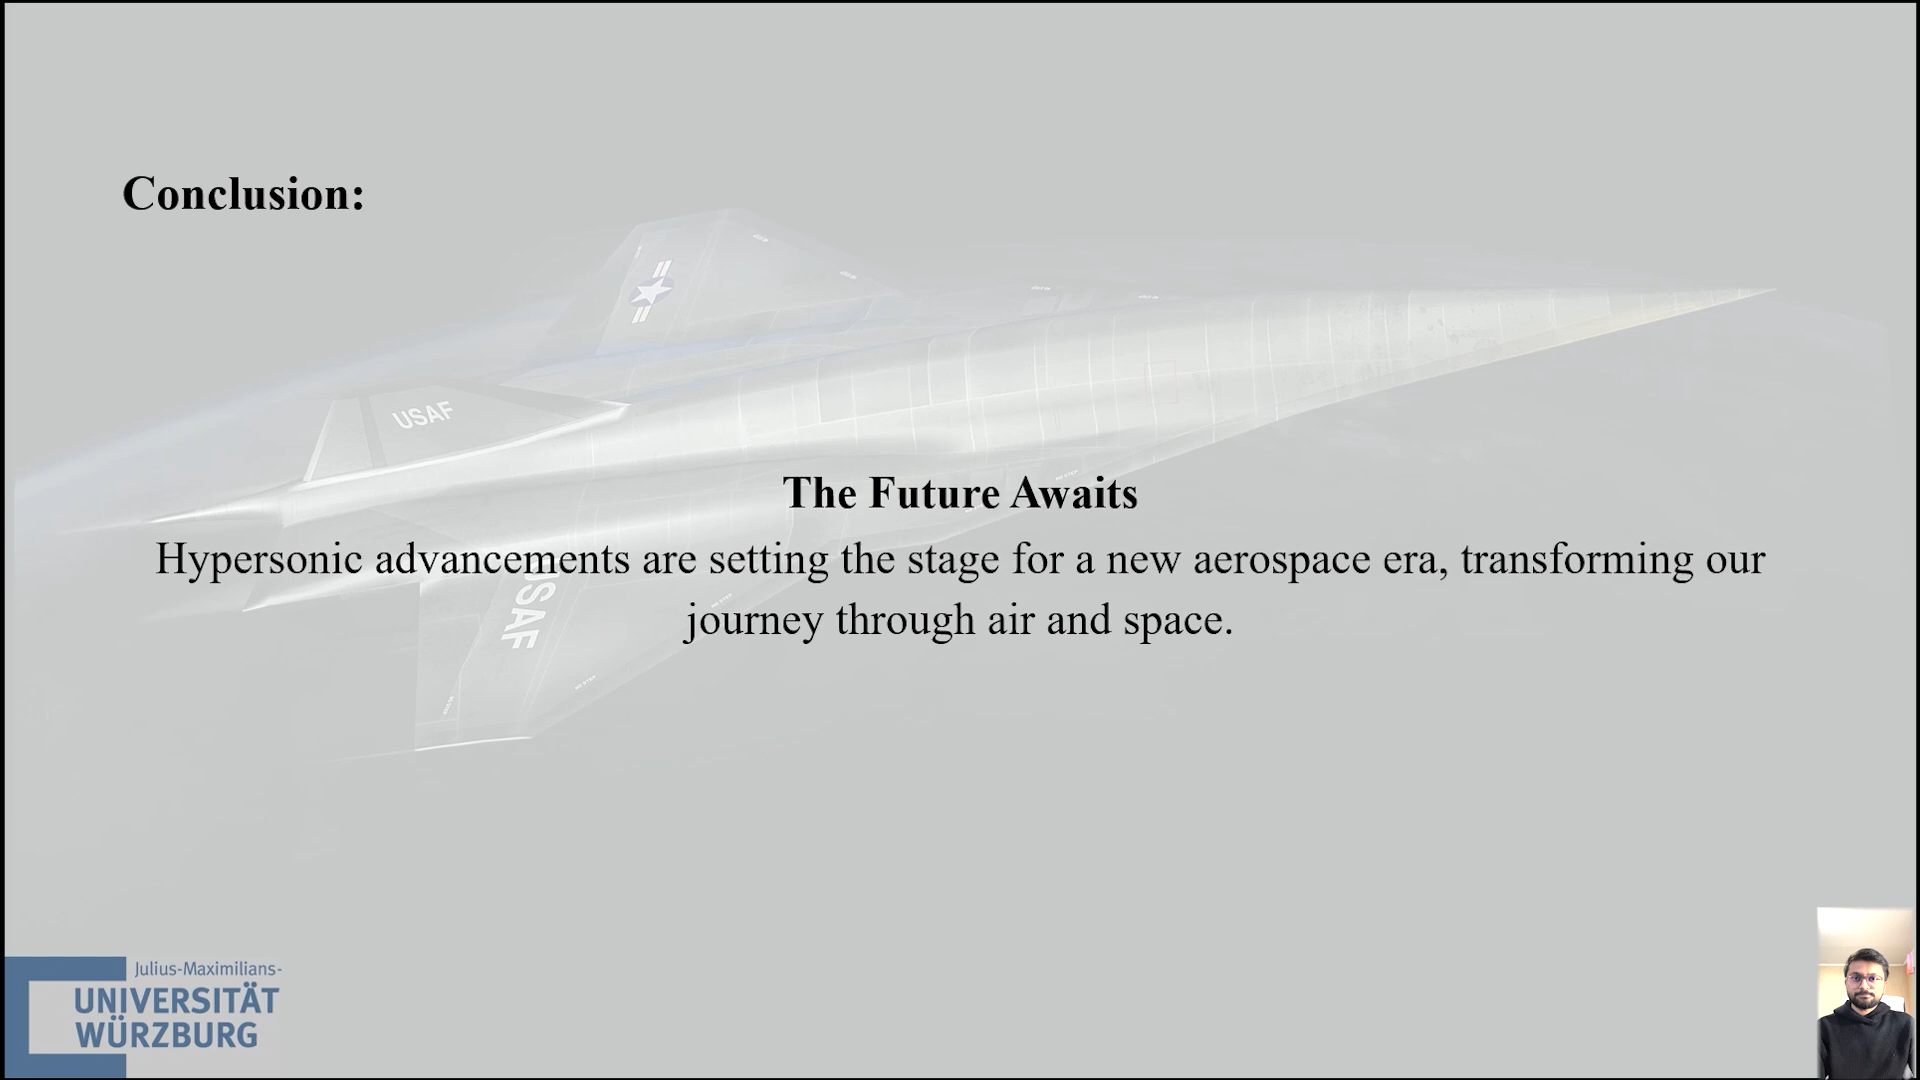 Conclusion:
USAF
The Future Awaits
Hypersonic advancements are setting the stage for a new aerospace era, transforming our
journey through air and space.
USAF
Julius-Maximilians-
UNIVERSITÄT
WÜRZBURG